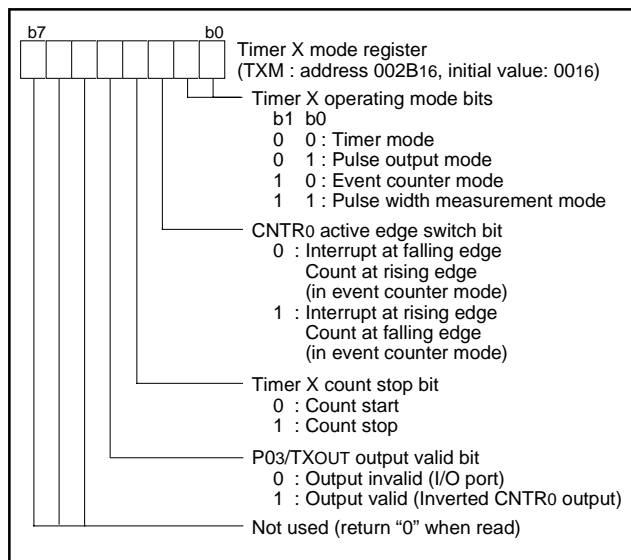 b7 b0
Timer X mode register
(TXM : address 002B16, initial value: 0016)
Timer X operating mode bits
b1 b0
0 0 : Timer mode
0 1 : Pulse output mode
1 0 : Event counter mode
1 1 : Pulse width measurement mode
CNTR0 active edge switch bit
0 : Interrupt at falling edge
Count at rising edge
(in event counter mode)
1 : Interrupt at rising edge
Count at falling edge
(in event counter mode)
Timer X count stop bit
0 : Count start
1 : Count stop
P03/TXOUT output valid bit
0 : Output invalid (I/O port)
1 : Output valid (Inverted CNTR0 output)
Not used (return “0” when read)